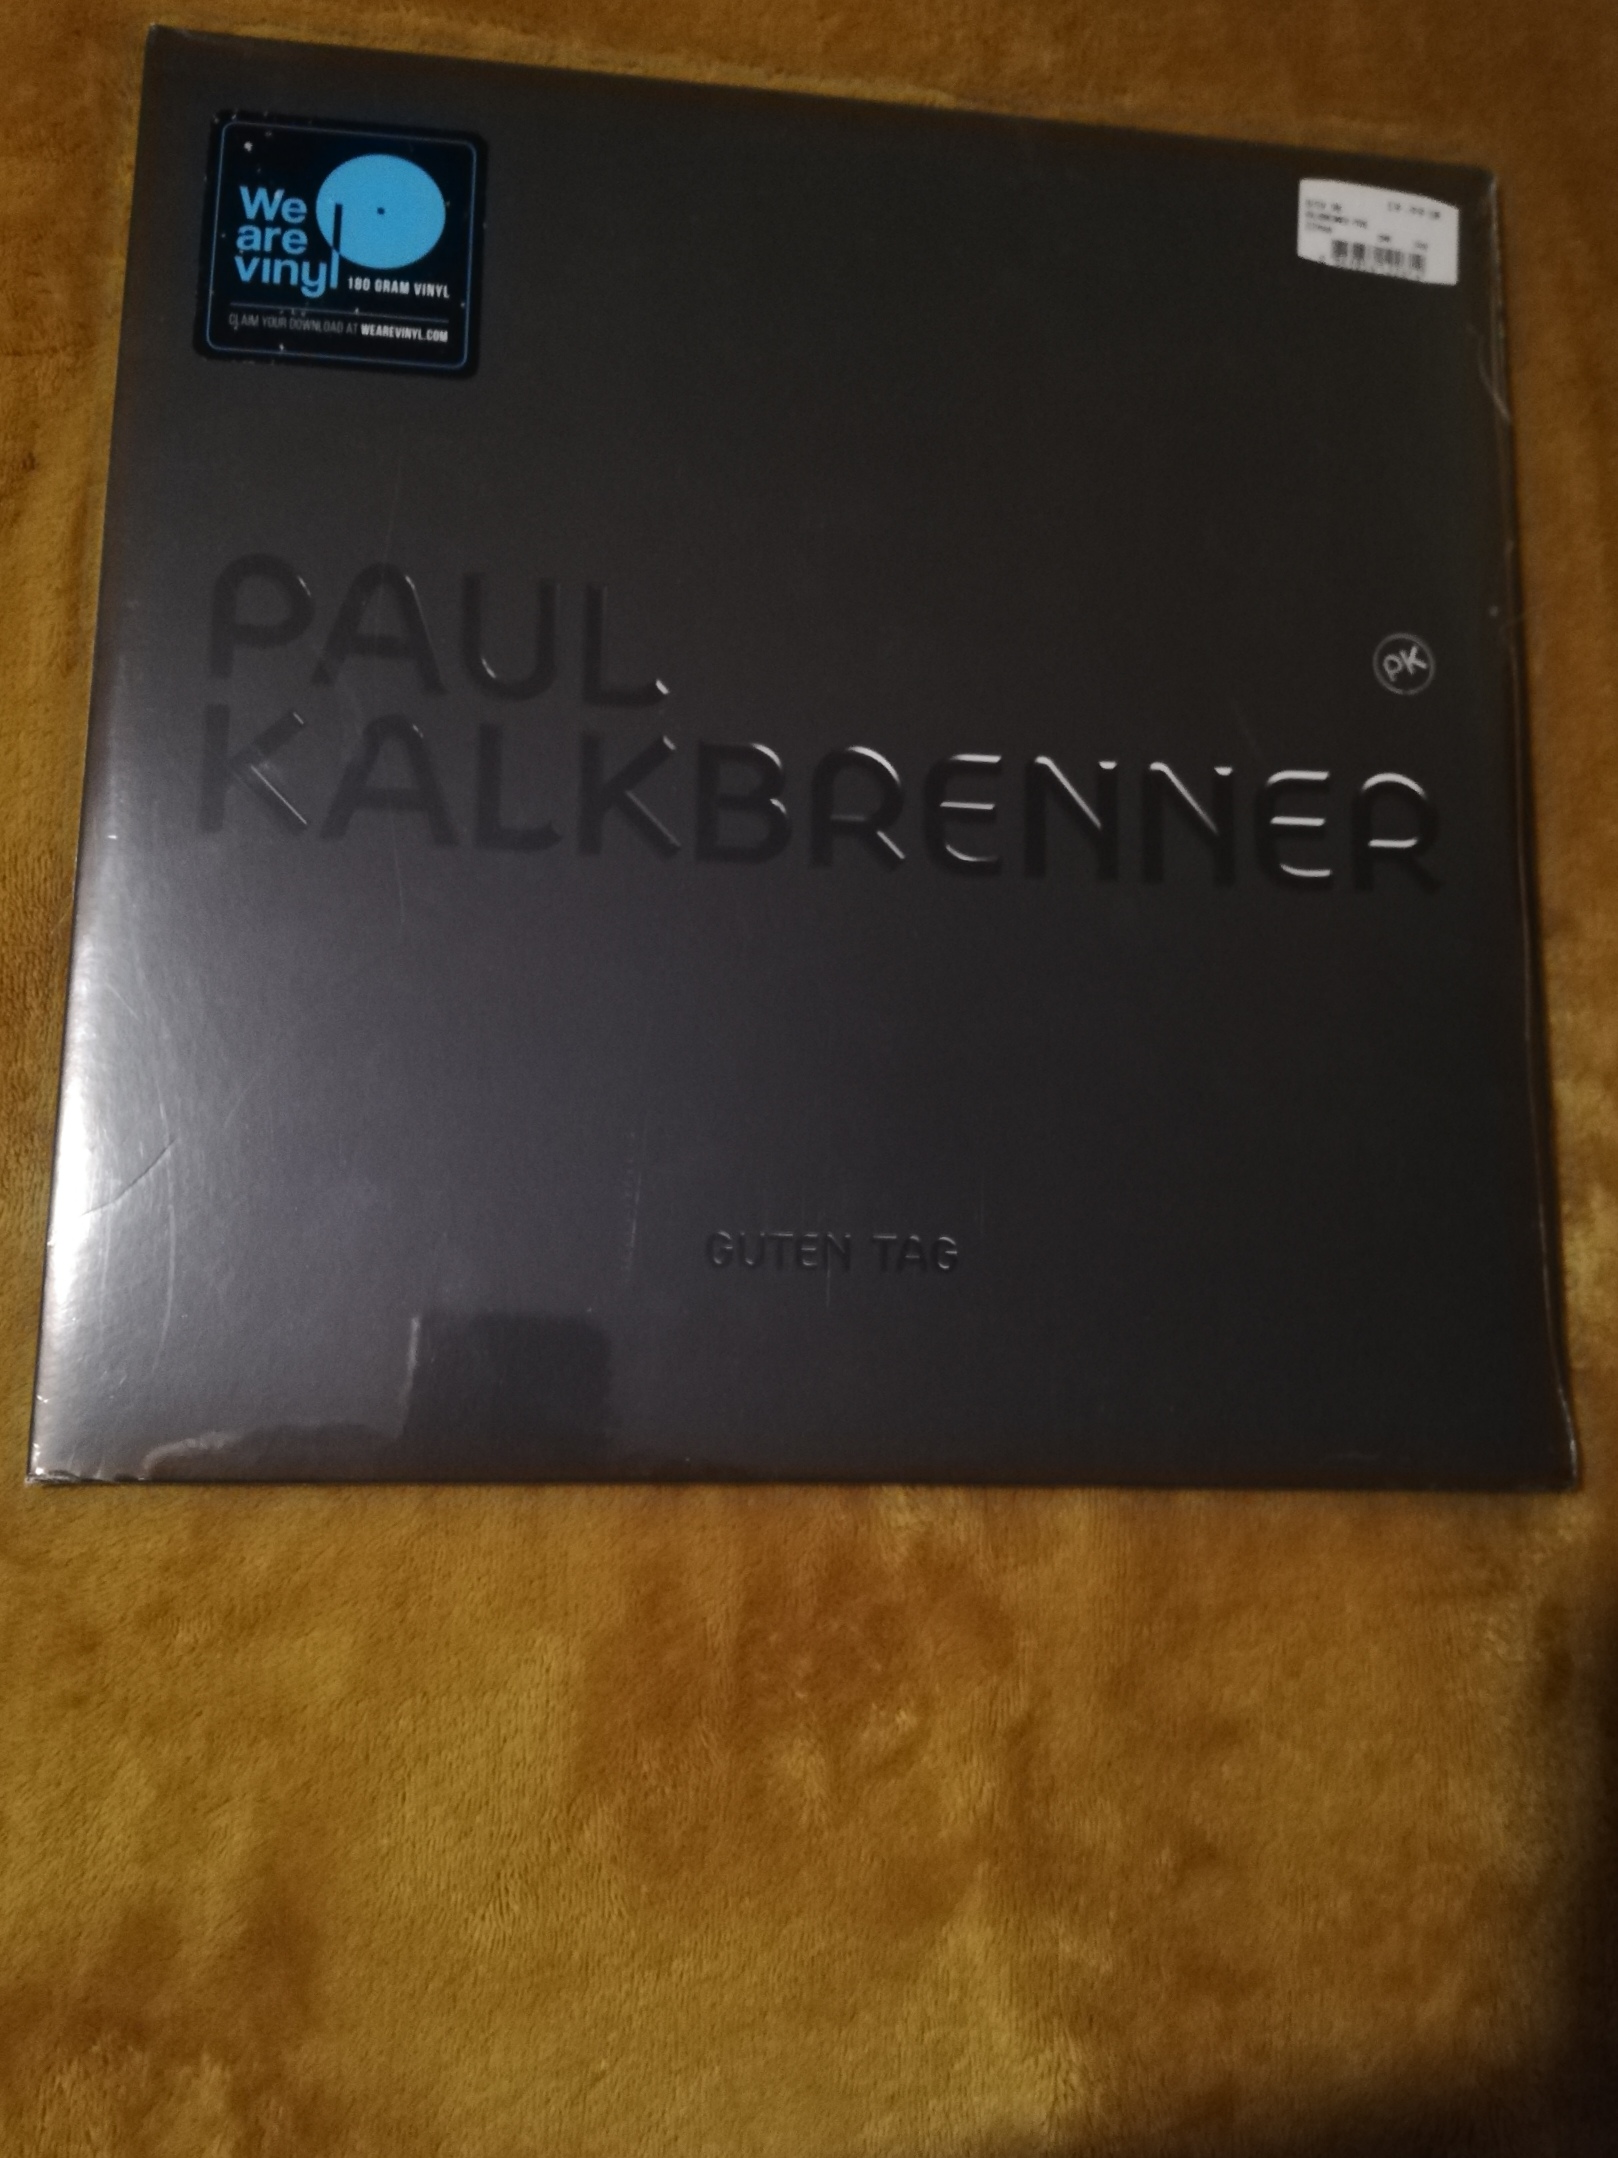 We
are
vinyl
180 GRAM VINYL
CLAIM YOUR DOWNLOAD AT WEAREVINYL.COM
PAUL
PK
KALKBRENNER
GUTEN TAG